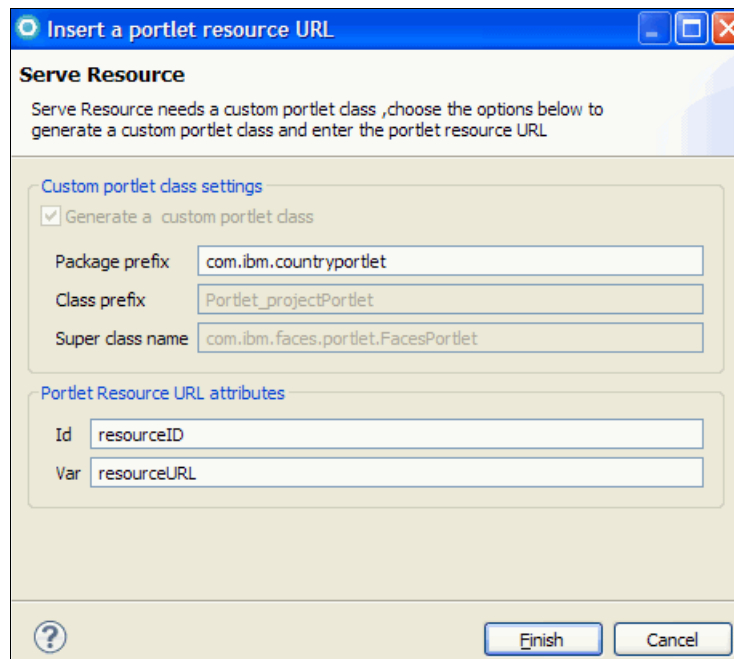 Insert a portlet resource URL
Serve Resource
Serve Resource needs a custom portlet class ,choose the options below to
generate a custom portlet class and enter the portlet resource URL
Custom portlet class settings
Generate a custom portlet class
Package prefix com.ibm.countryportlet
Class prefix Portlet_projectPortlet
Super class name com.ibm.faces.portlet.FacesPortlet
Portlet Resource URL attributes
Id resourceID
Var resourceURL
? Finish Cancel